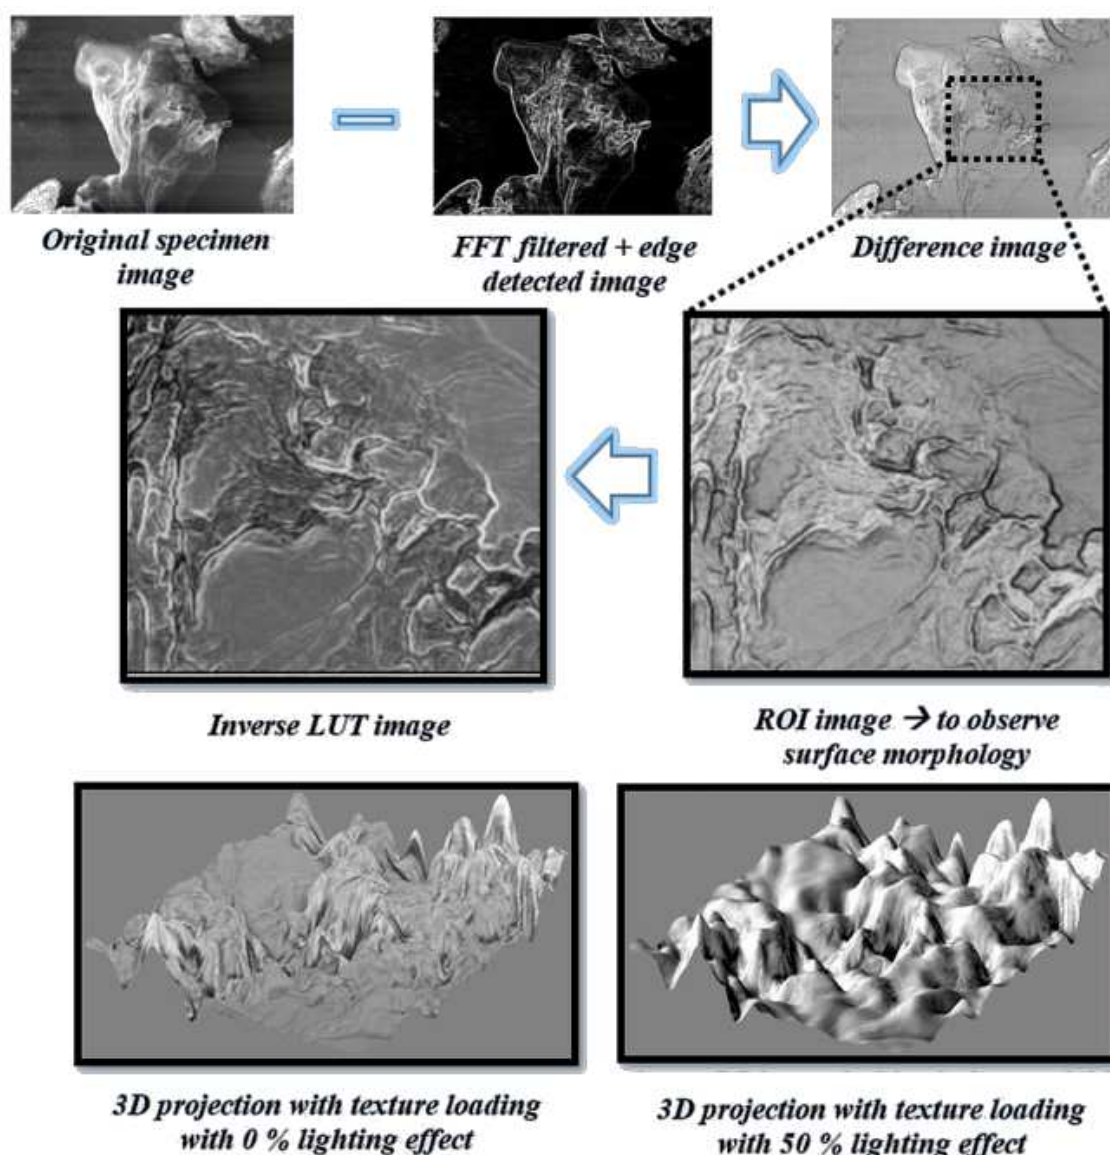 Original specimen
image
FFT filtered + edge
detected image
Difference image
Inverse LUT image
ROI image → to observe
surface morphology
3D projection with texture loading
with 0 % lighting effect
3D projection with texture loading
with 50 % lighting effect